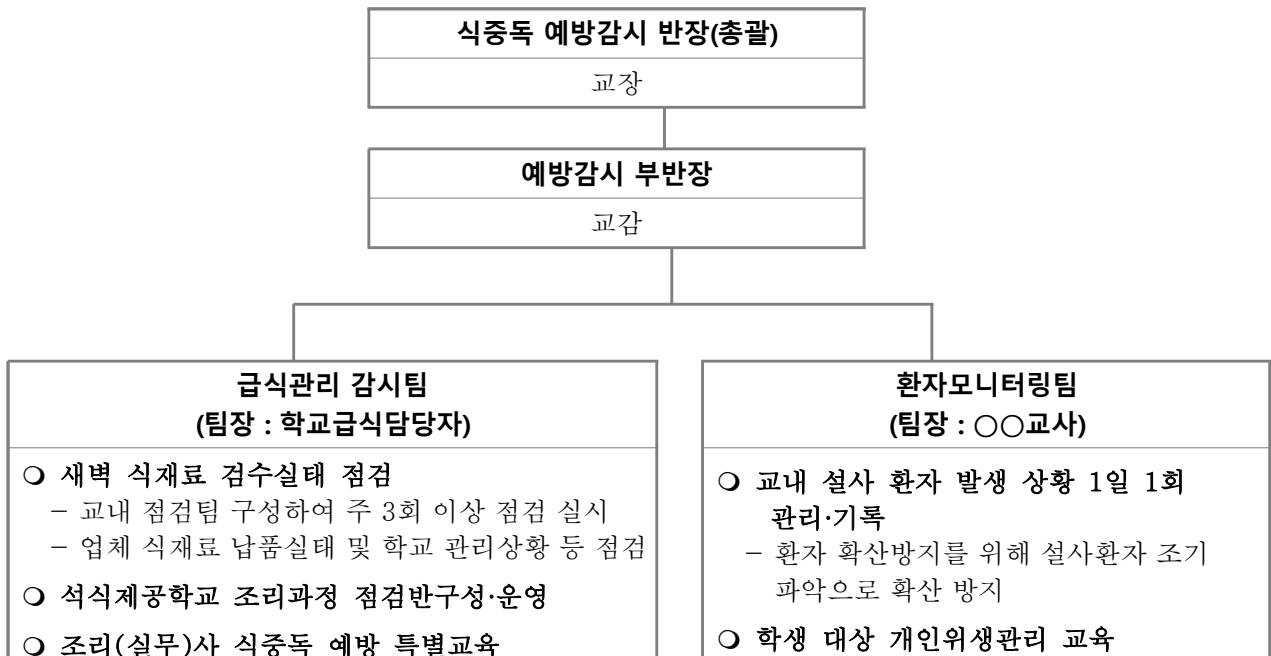 식중독 예방감시 반장(총괄)
교장
예방감시 부반장
교감
급식관리 감시팀
(팀장 : 학교급식담당자)
❍ 새벽 식재료 검수실태 점검
- 교내 점검팀 구성하여 주 3회 이상 점검 실시
- 업체 식재료 납품실태 및 학교 관리상황 등 점검
❍ 석식제공학교 조리과정 점검반구성·운영
❍ 조리(실무)사 식중독 예방 특별교육
환자모니터링팀
(팀장 : ○○교사)
❍ 교내 설사 환자 발생 상황 1일 1회
관리·기록
- 환자 확산방지를 위해 설사환자 조기
파악으로 확산 방지
❍ 학생 대상 개인위생관리 교육